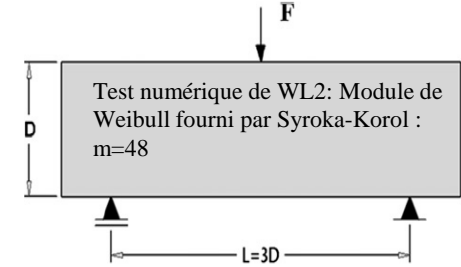 F
Test numérique de WL2: Module de
Weibull fourni par Syroka-Korol :
m=48
D
L=3D